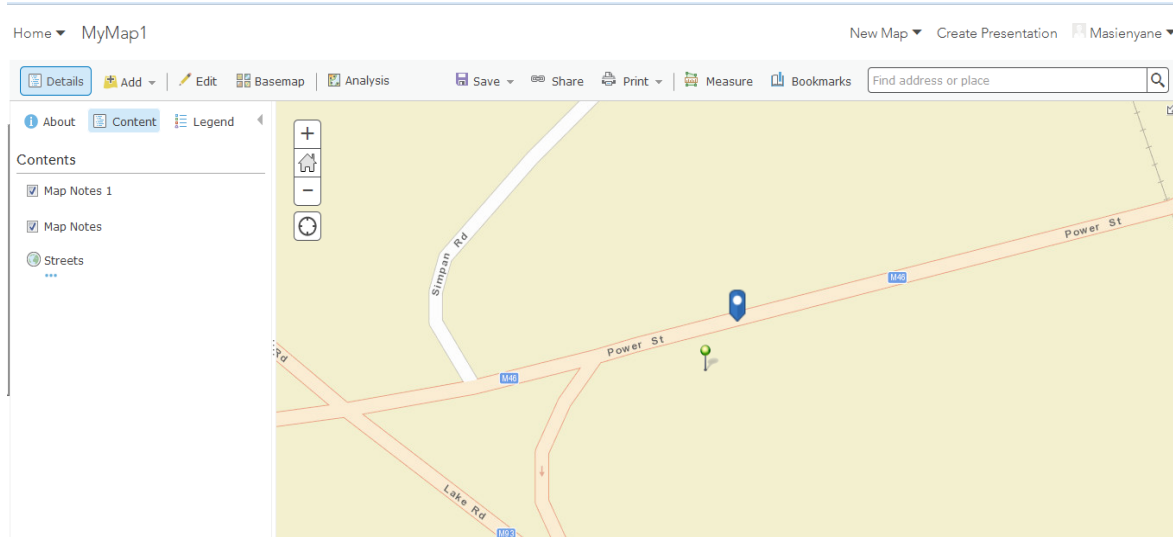 Home MyMap1 New Map Create Presentation Masienyane
Details Add Edit Basemap Analysis Save Share Print Measure Bookmarks Find address or place
About Content Legend
Contents
Map Notes 1
Map Notes
Streets
Simpan Rd
Power St
M46
Power St
Rd
M46
Lake Rd
M93